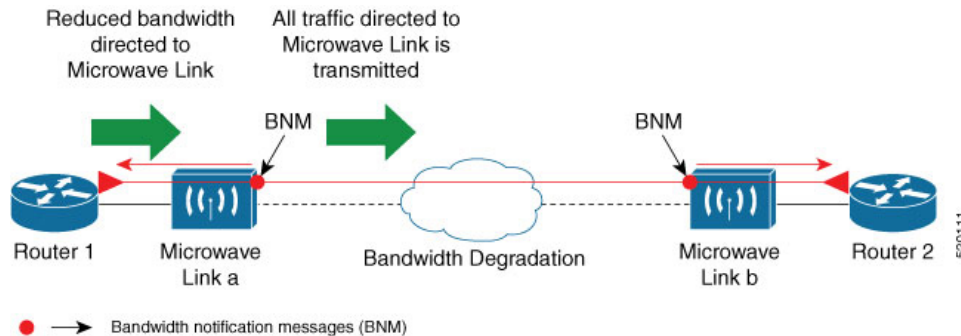 Reduced bandwidth
directed to
Microwave Link
All traffic directed to
Microwave Link is
transmitted
BNM
BNM
Router 1
Microwave
Link a
Bandwidth Degradation
Microwave
Link b
Router 2
Bandwidth notification messages (BNM)